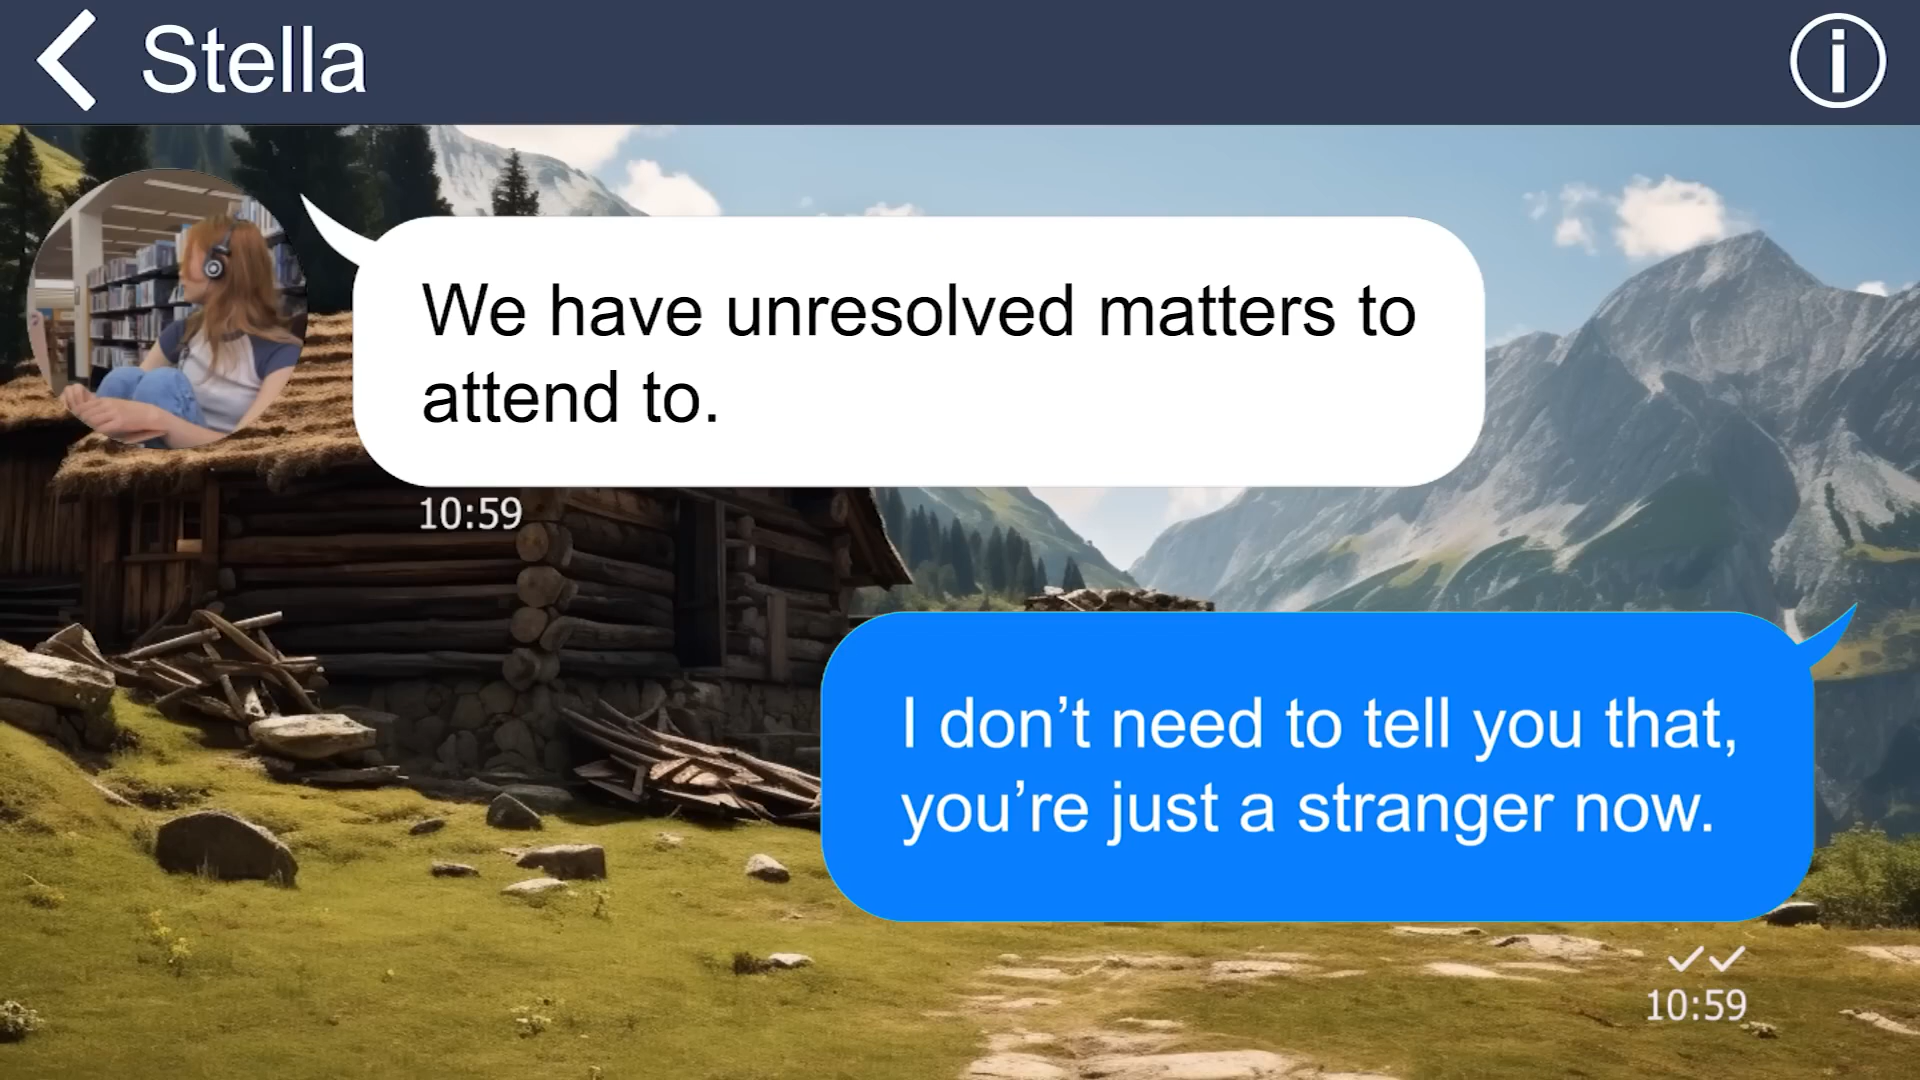 Stella
We have unresolved matters to
attend to.
10:59
I don’t need to tell you that,
you’re just a stranger now.
10:59